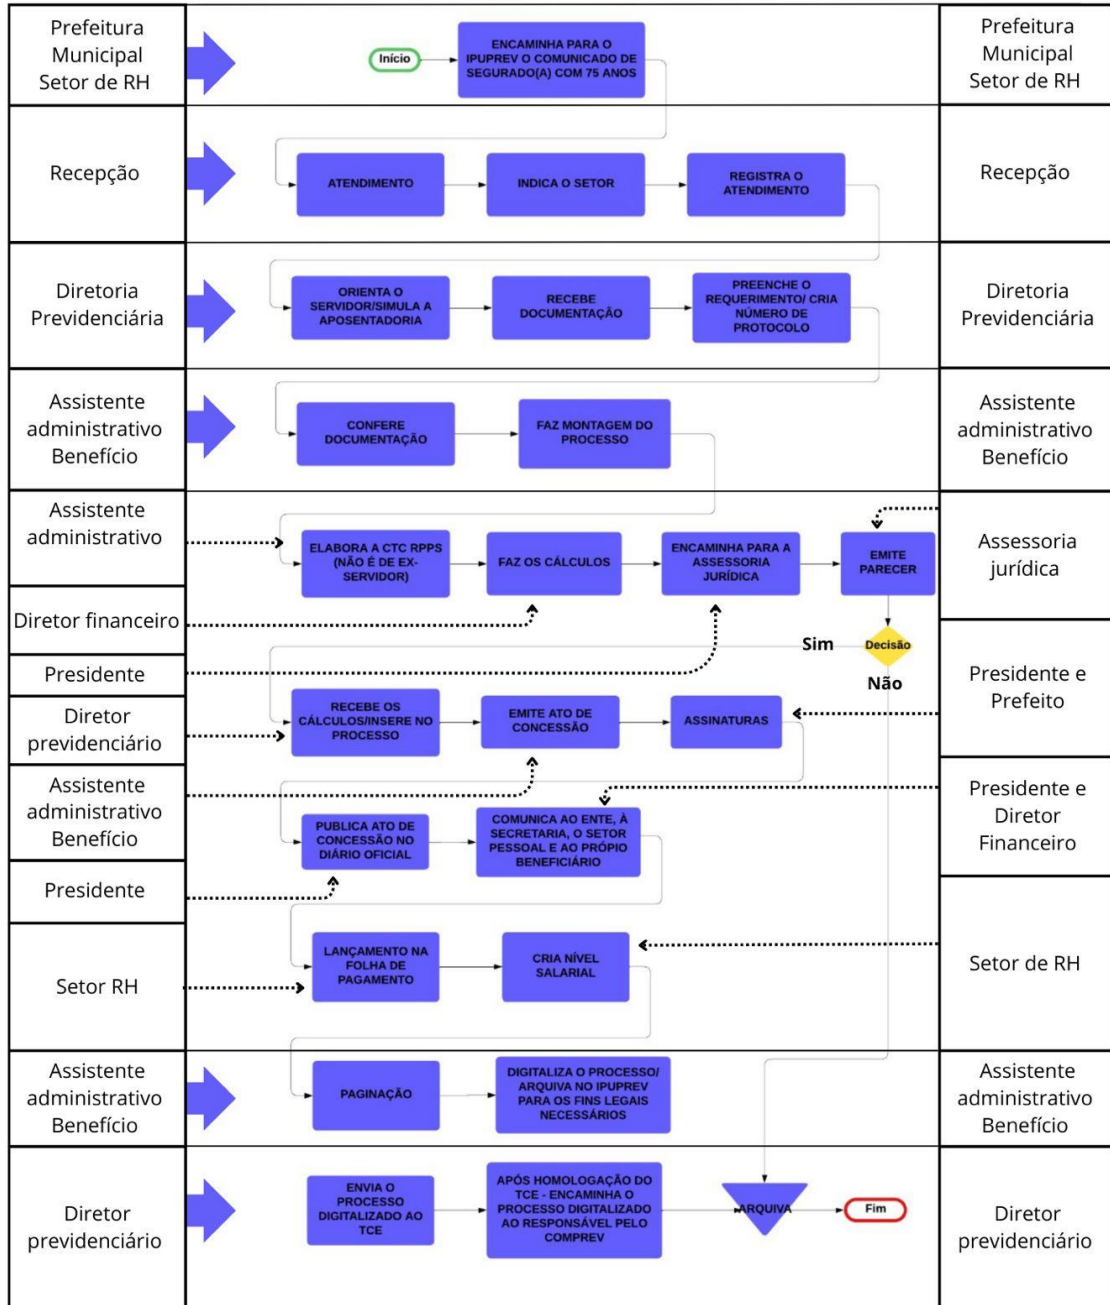 Prefeitura
Municipal
Setor de RH
Início
ENCAMINHA PARA O
IPUPREV O COMUNICADO DE
SEGURADO(A) COM 75 ANOS
Prefeitura
Municipal
Setor de RH
Recepção
ATENDIMENTO
INDICA O SETOR
REGISTRA O
ATENDIMENTO
Recepção
Diretoria
Previdenciária
ORIENTA O
SERVIDOR/SIMULA A
APOSENTADORIA
RECEBE
DOCUMENTAÇÃO
PREENCHE O
REQUERIMENTO/ CRIA
NÚMERO DE
PROTOCOLO
Diretoria
Previdenciária
Assistente
administrativo
Benefício
CONFERE
DOCUMENTAÇÃO
FAZ MONTAGEM DO
PROCESSO
Assistente
administrativo
Benefício
Assistente
administrativo
ELABORA A CTC RPPS
(NÃO É DE EX-
SERVIDOR)
FAZ OS CÁLCULOS
ENCAMINHA PARA A
ASSESSORIA
JURÍDICA
EMITE
PARECER
Assessoria
jurídica
Diretor financeiro
Sim
Decisão
Não
Presidente
Presidente e
Prefeito
Diretor
previdenciário
RECEBE OS
CÁLCULOS/INSERE NO
PROCESSO
EMITE ATO DE
CONCESSÃO
ASSINATURAS
Assistente
administrativo
Benefício
PUBLICA ATO DE
CONCESSÃO NO
DIÁRIO OFICIAL
COMUNICA AO ENTE, À
SECRETARIA, O SETOR
PESSOAL E AO PRÓPIO
BENEFICIÁRIO
Presidente e
Diretor
Financeiro
Presidente
Setor RH
LANÇAMENTO NA
FOLHA DE
PAGAMENTO
CRIA NÍVEL
SALARIAL
Setor de RH
Assistente
administrativo
Benefício
PAGINAÇÃO
DIGITALIZA O PROCESSO/
ARQUIVA NO IPUPREV
PARA OS FINS LEGAIS
NECESSÁRIOS
Assistente
administrativo
Benefício
Diretor
previdenciário
ENVIA O
PROCESSO
DIGITALIZADO AO
TCE
APÓS HOMOLOGAÇÃO DO
TCE - ENCAMINHA O
PROCESSO DIGITALIZADO
AO RESPONSÁVEL PELO
COMPREV
ARQUIVA
Fim
Diretor
previdenciário